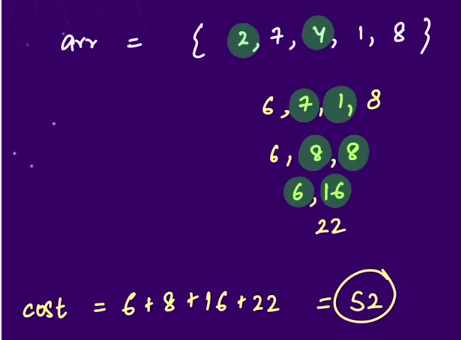 arr = { 2, 7, 4, 1, 8 }
6, 7, 1, 8
6, 8, 8
6, 16
22
cost = 6 + 8 + 16 + 22 = 52